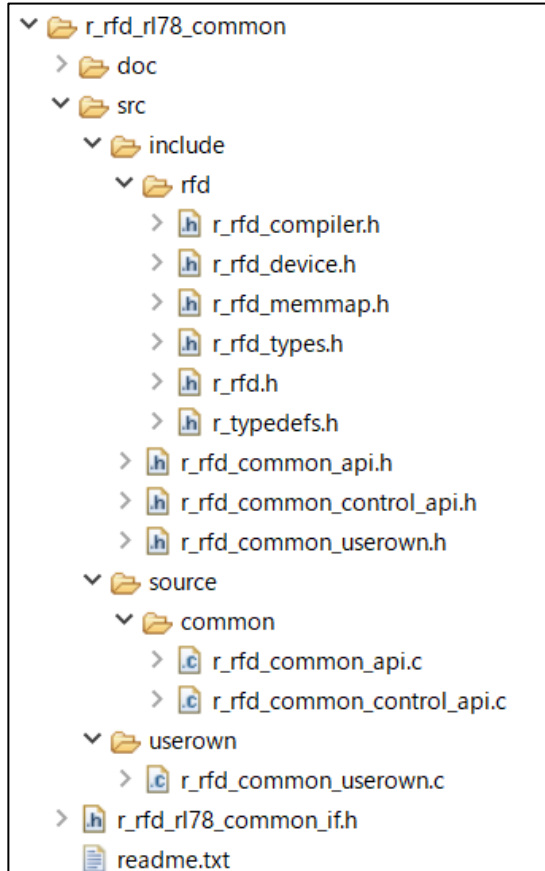 r_rfd_rl78_common
doc
src
include
rfd
r_rfd_compiler.h
r_rfd_device.h
r_rfd_memmap.h
r_rfd_types.h
r_rfd.h
r_typedefs.h
r_rfd_common_api.h
r_rfd_common_control_api.h
r_rfd_common_userown.h
source
common
r_rfd_common_api.c
r_rfd_common_control_api.c
userown
r_rfd_common_userown.c
r_rfd_rl78_common_if.h
readme.txt